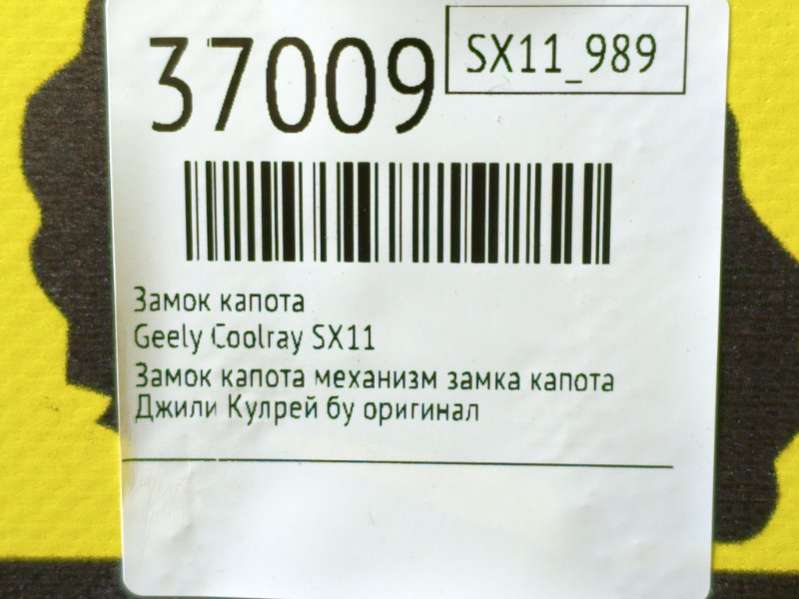 37009
SX11_989
Замок капота
Geely Coolray SX11
Замок капота механизм замка капота
Джили Кулрей бу оригинал